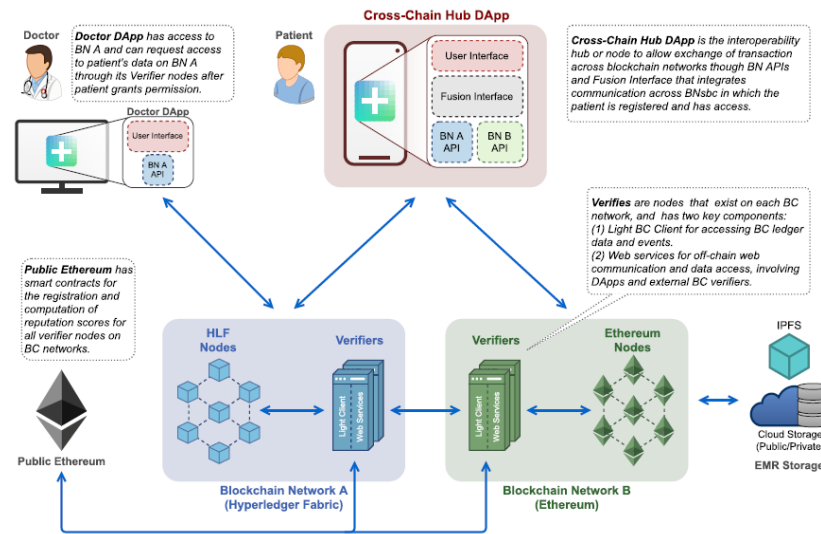 Cross-Chain Hub DApp
Doctor
Doctor DApp has access to
BN A and can request access
to patient's data on BN A
through its Verifier nodes after
patient grants permission.
Patient
User Interface
Fusion Interface
BN A
API
BN B
API
Cross-Chain Hub DApp is the interoperability
hub or node to allow exchange of transaction
across blockchain networks though BN APIs
and Fusion Interface that integrates
communication across BNsbc in which the
patient is registered and has access.
Doctor DApp
User Interface
BN A
API
Verifies are nodes that exist on each BC
network, and has two key components:
(1) Light BC Client for accessing BC ledger
data and events.
(2) Web services for off-chain web
communication and data access, involving
DApps and external BC verifiers.
Public Ethereum has
smart contracts for
the registration and
computation of
reputation scores for
all verifier nodes on
BC networks.
Public Ethereum
HLF
Nodes
Verifiers
Light Client
Web Services
Blockchain Network A
(Hyperledger Fabric)
Verifiers
Light Client
Web Services
Ethereum
Nodes
Blockchain Network B
(Ethereum)
IPFS
Cloud Storage
(Public/Private)
EMR Storage